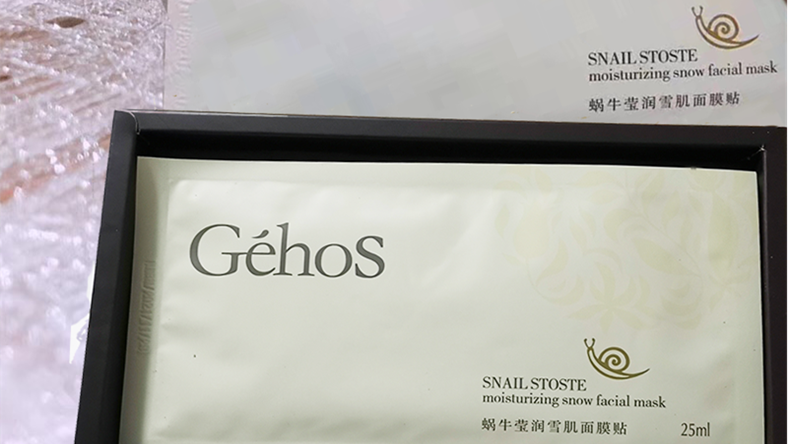 SNAIL STOSTE
moisturizing snow facial mask
蜗牛莹润雪肌面膜贴
GéhoS
SNAIL STOSTE
moisturizing snow facial mask
蜗牛莹润雪肌面膜贴
25ml